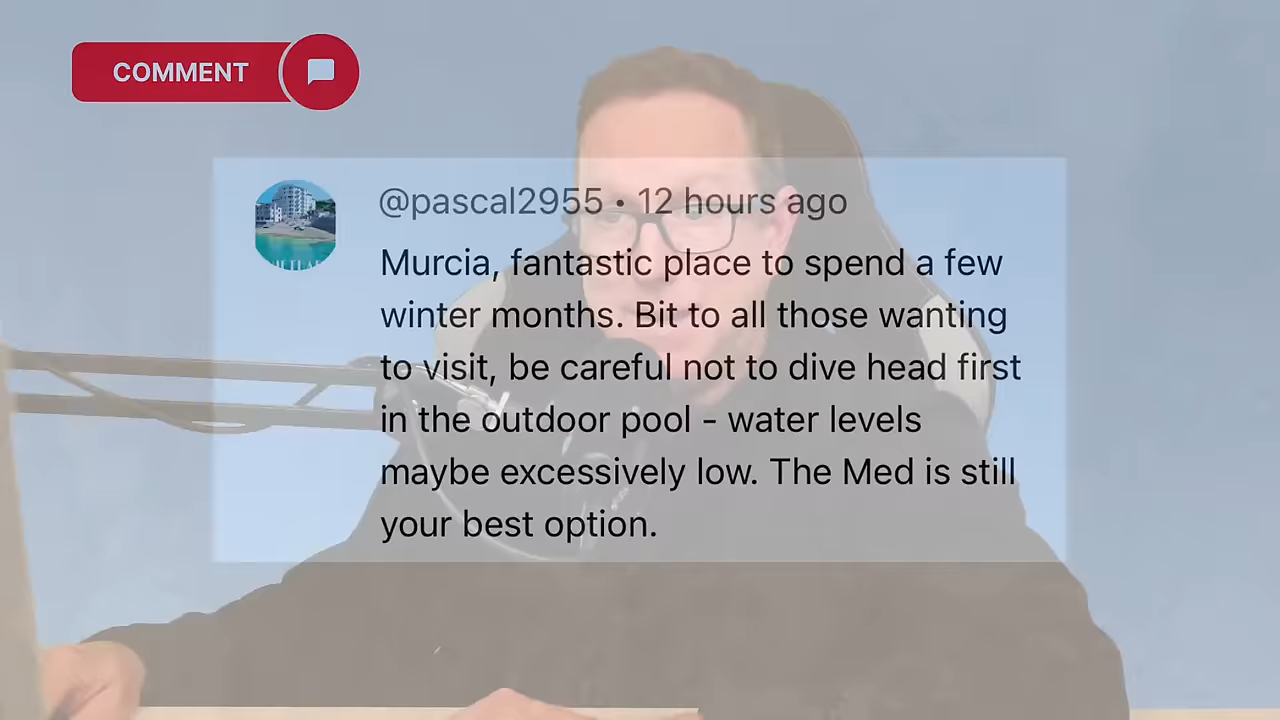 COMMENT
@pascal2955 • 12 hours ago
Murcia, fantastic place to spend a few
winter months. Bit to all those wanting
to visit, be careful not to dive head first
in the outdoor pool - water levels
maybe excessively low. The Med is still
your best option.